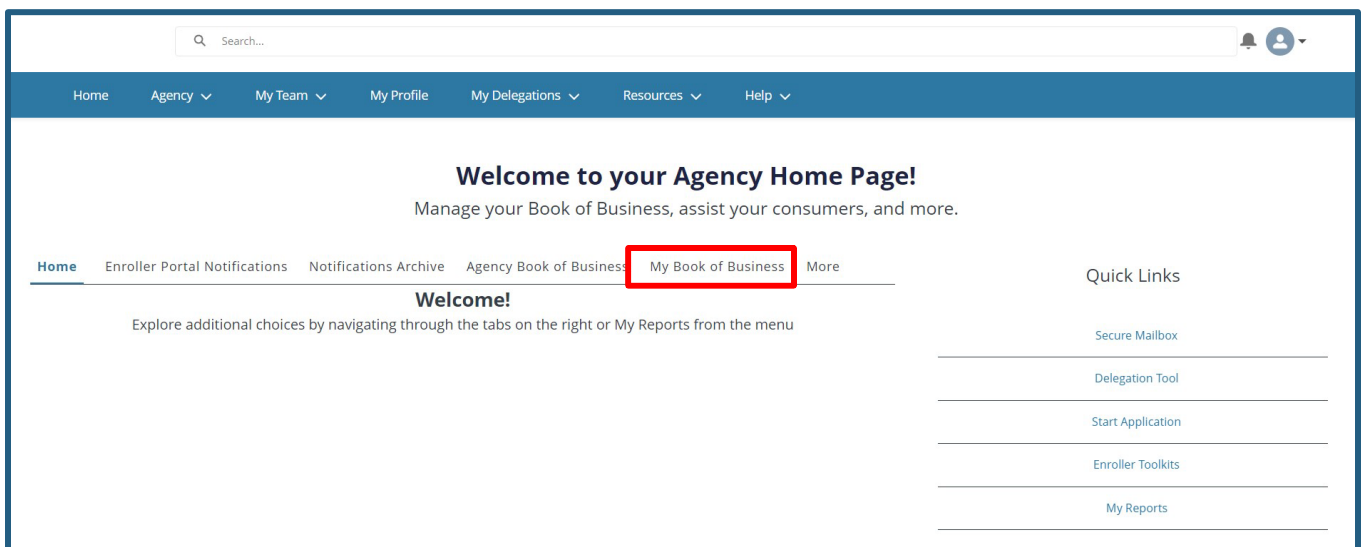 Search...
Home Agency My Team My Profile My Delegations Resources Help
Welcome to your Agency Home Page!
Manage your Book of Business, assist your consumers, and more.
Home Enroller Portal Notifications Notifications Archive Agency Book of Business My Book of Business More
Welcome!
Explore additional choices by navigating through the tabs on the right or My Reports from the menu
Quick Links
Secure Mailbox
Delegation Tool
Start Application
Enroller Toolkits
My Reports